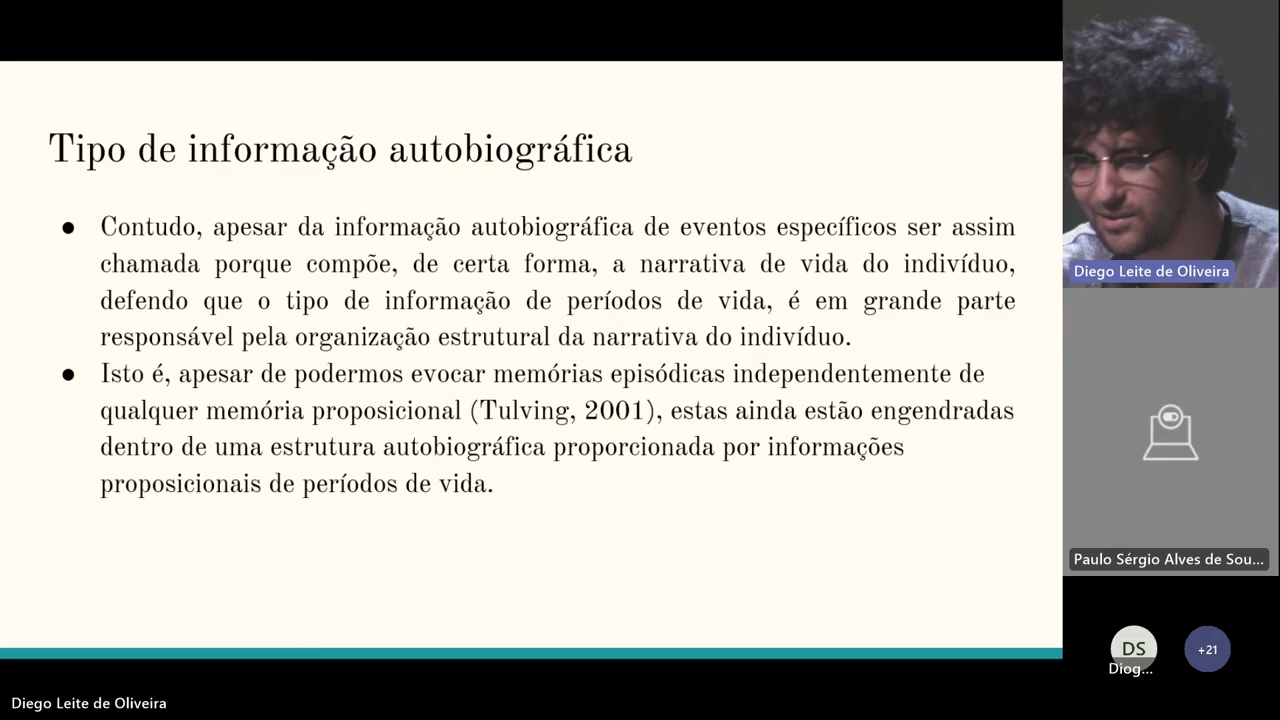 Tipo de informação autobiográfica
● Contudo, apesar da informação autobiográfica de eventos específicos ser assim
chamada porque compõe, de certa forma, a narrativa de vida do indivíduo,
defendo que o tipo de informação de períodos de vida, é em grande parte
responsável pela organização estrutural da narrativa do indivíduo.
● Isto é, apesar de podermos evocar memórias episódicas independentemente de
qualquer memória proposicional (Tulving, 2001), estas ainda estão engendradas
dentro de uma estrutura autobiográfica proporcionada por informações
proposicionais de períodos de vida.
Diego Leite de Oliveira
Paulo Sérgio Alves de Sou...
DS
Diog...
+21
Diego Leite de Oliveira